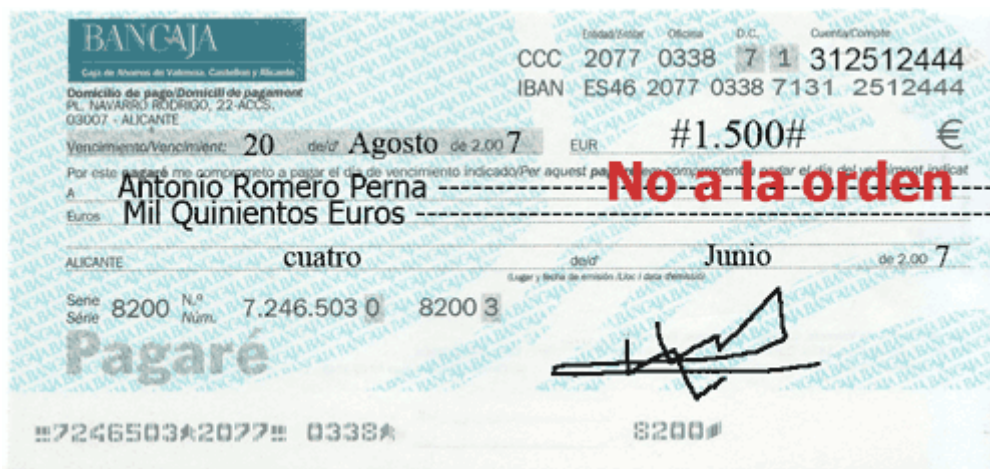 BANCAJA
Caja de Ahorros de Valencia, Castellon y Alicante
Entidad/Entitat Oficina D.C. Cuenta/Compte
CCC 2077 0338 7 1 312512444
IBAN ES46 2077 0338 7131 2512444
Domicilio de pago/Domicili de pagament
PL. NAVARRO RODRIGO, 22-ACCS.
03007 - ALICANTE
Vencimiento/Venciment: 20 de/d' Agosto de 2.007 EUR #1.500# €
Por este pagaré me comprometo a pagar el día de vencimiento indicado/Per aquest pagaré em comprometo a pagar el dia del venciment indicat
A Antonio Romero Perna No a la orden
Euros Mil Quinientos Euros
ALICANTE cuatro de/d' Junio de 2.007
(Lugar y fecha de emisión /Lloc i data d'emissió)
Serie 8200 N.º 7.246.503 0 8200 3
Sèrie Núm.
Pagaré
7246503 2077 0338 8200